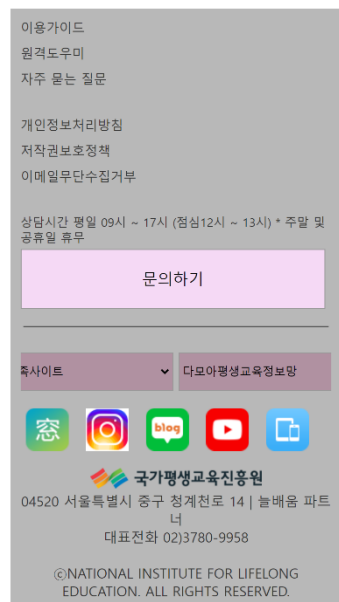 이용가이드
원격도우미
자주 묻는 질문
개인정보처리방침
저작권보호정책
이메일무단수집거부
상담시간 평일 09시 ~ 17시 (점심12시 ~ 13시) * 주말 및
공휴일 휴무
문의하기
족사이트
다모아평생교육정보망
窓
blog
국가평생교육진흥원
04520 서울특별시 중구 청계천로 14 | 늘배움 파트
너
대표전화 02)3780-9958
ⓒNATIONAL INSTITUTE FOR LIFELONG
EDUCATION. ALL RIGHTS RESERVED.